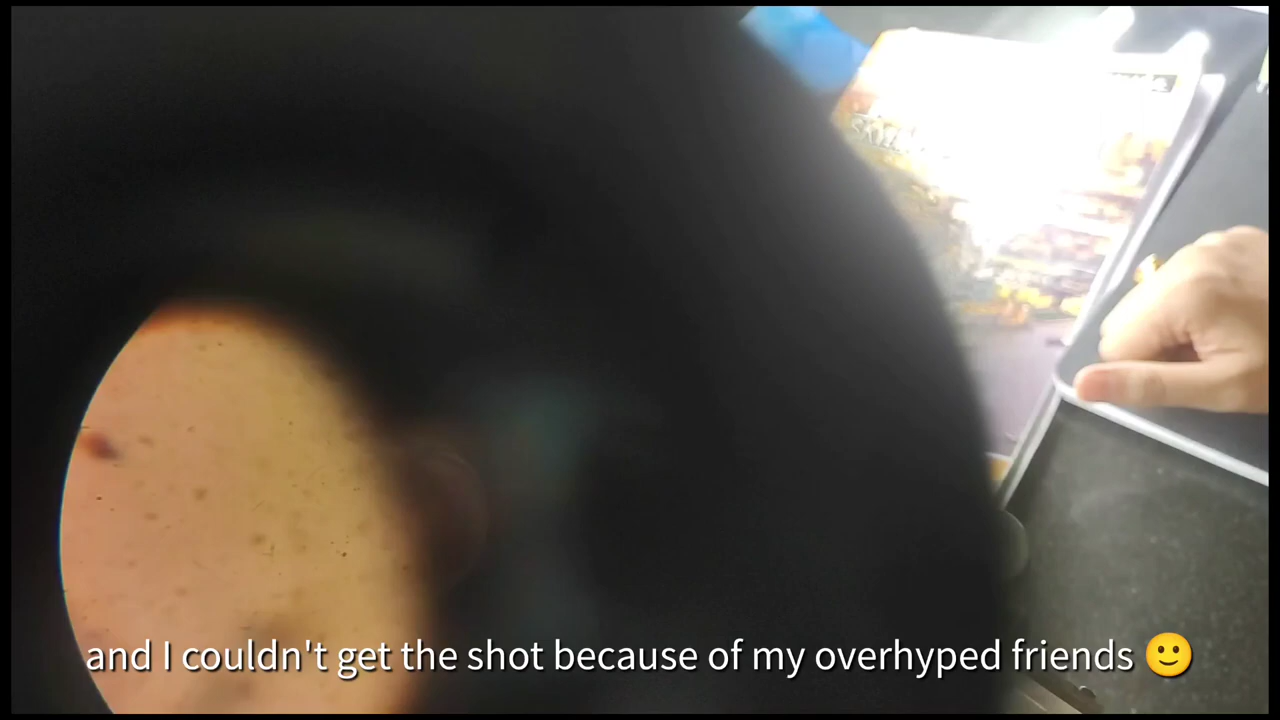 and I couldn't get the shot because of my overhyped friends 🙂